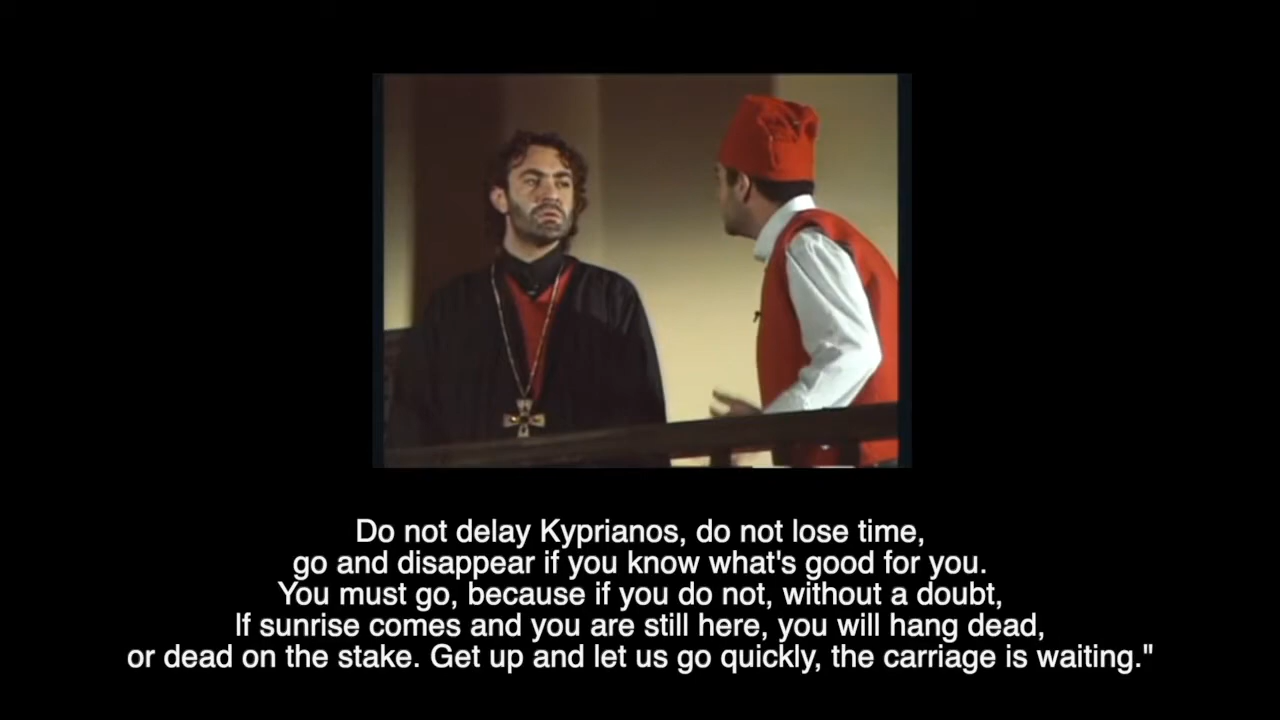 Do not delay Kyprianos, do not lose time,
go and disappear if you know what's good for you.
You must go, because if you do not, without a doubt,
If sunrise comes and you are still here, you will hang dead,
or dead on the stake. Get up and let us go quickly, the carriage is waiting."